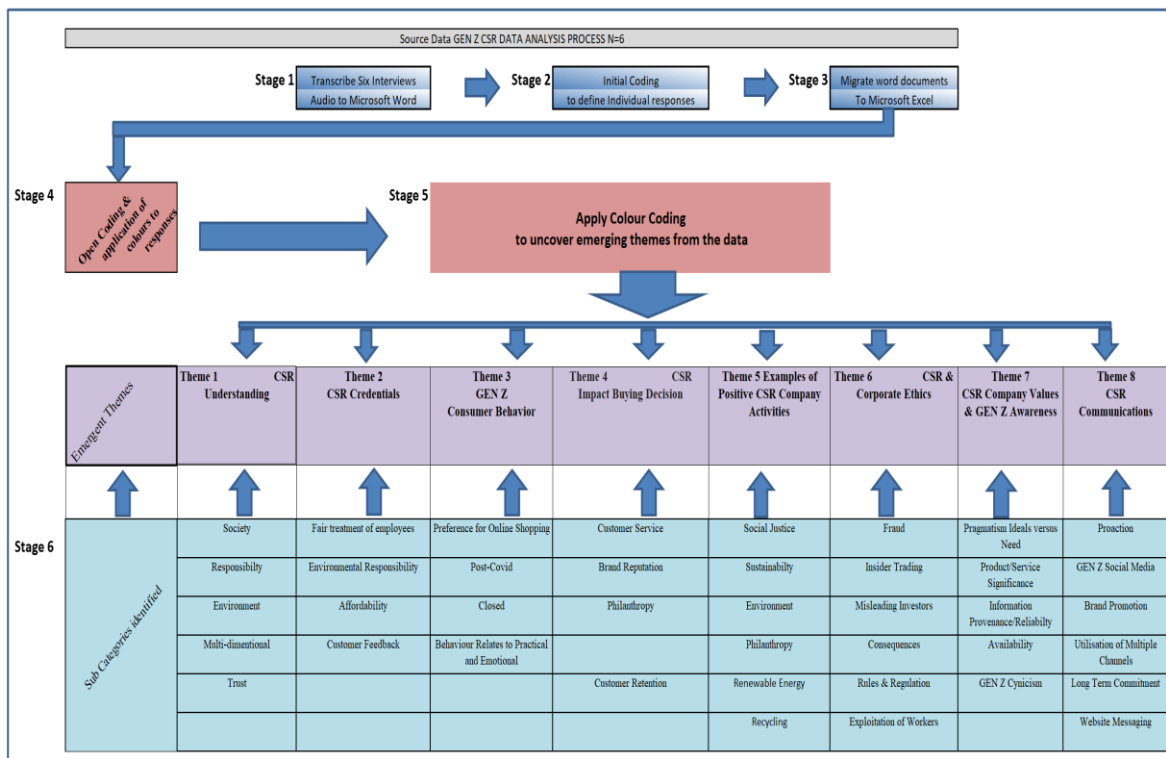 Source Data GEN Z CSR DATA ANALYSIS PROCESS N=6
Stage 1
Transcribe Six Interviews
Audio to Microsoft Word
Stage 2
Initial Coding
to define Individual responses
Stage 3
Migrate word documents
To Microsoft Excel
Stage 4
Open Coding &
application of
colours to
responses
Stage 5
Apply Colour Coding
to uncover emerging themes from the data
Emergent Themes
Theme 1 CSR
Understanding
Theme 2
CSR Credentials
Theme 3
GEN Z
Consumer Behavior
Theme 4 CSR
Impact Buying Decision
Theme 5 Examples of
Positive CSR Company
Activities
Theme 6 CSR &
Corporate Ethics
Theme 7
CSR Company Values
& GEN Z Awareness
Theme 8
CSR
Communications
Stage 6
Sub Categories identified
Society
Fair treatment of employees
Preference for Online Shopping
Customer Service
Social Justice
Fraud
Pragmatism Ideals versus
Need
Proaction
Responsibilty
Environmental Responsibility
Post-Covid
Brand Reputation
Sustainabilty
Insider Trading
Product/Service
Significance
GEN Z Social Media
Environment
Affordability
Closed
Philanthropy
Environment
Misleading Investors
Information
Provenance/Reliabilty
Brand Promotion
Multi-dimentional
Customer Feedback
Behaviour Relates to Practical
and Emotional
Philanthropy
Consequences
Availability
Utilisation of Multiple
Channels
Trust
Customer Retention
Renewable Energy
Rules & Regulation
GEN Z Cynicism
Long Term Commitment
Recycling
Exploitation of Workers
Website Messaging